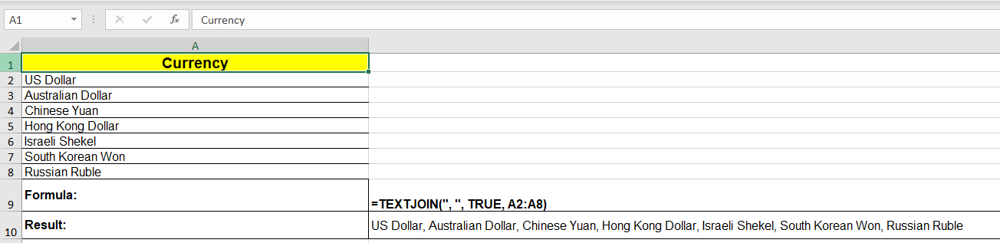 A1 fx Currency
A
1 Currency
2 US Dollar
3 Australian Dollar
4 Chinese Yuan
5 Hong Kong Dollar
6 Israeli Shekel
7 South Korean Won
8 Russian Ruble
9 Formula: =TEXTJOIN(", ", TRUE, A2:A8)
10 Result: US Dollar, Australian Dollar, Chinese Yuan, Hong Kong Dollar, Israeli Shekel, South Korean Won, Russian Ruble